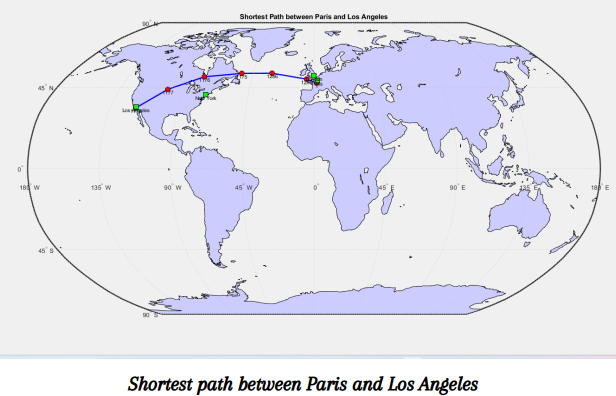 Shortest Path between Paris and Los Angeles
90° N
45° N
Los Angeles
New York
0°
180° W
135° W
90° W
45° W
0°
45° E
90° E
135° E
180° E
45° S
90° S
Shortest path between Paris and Los Angeles